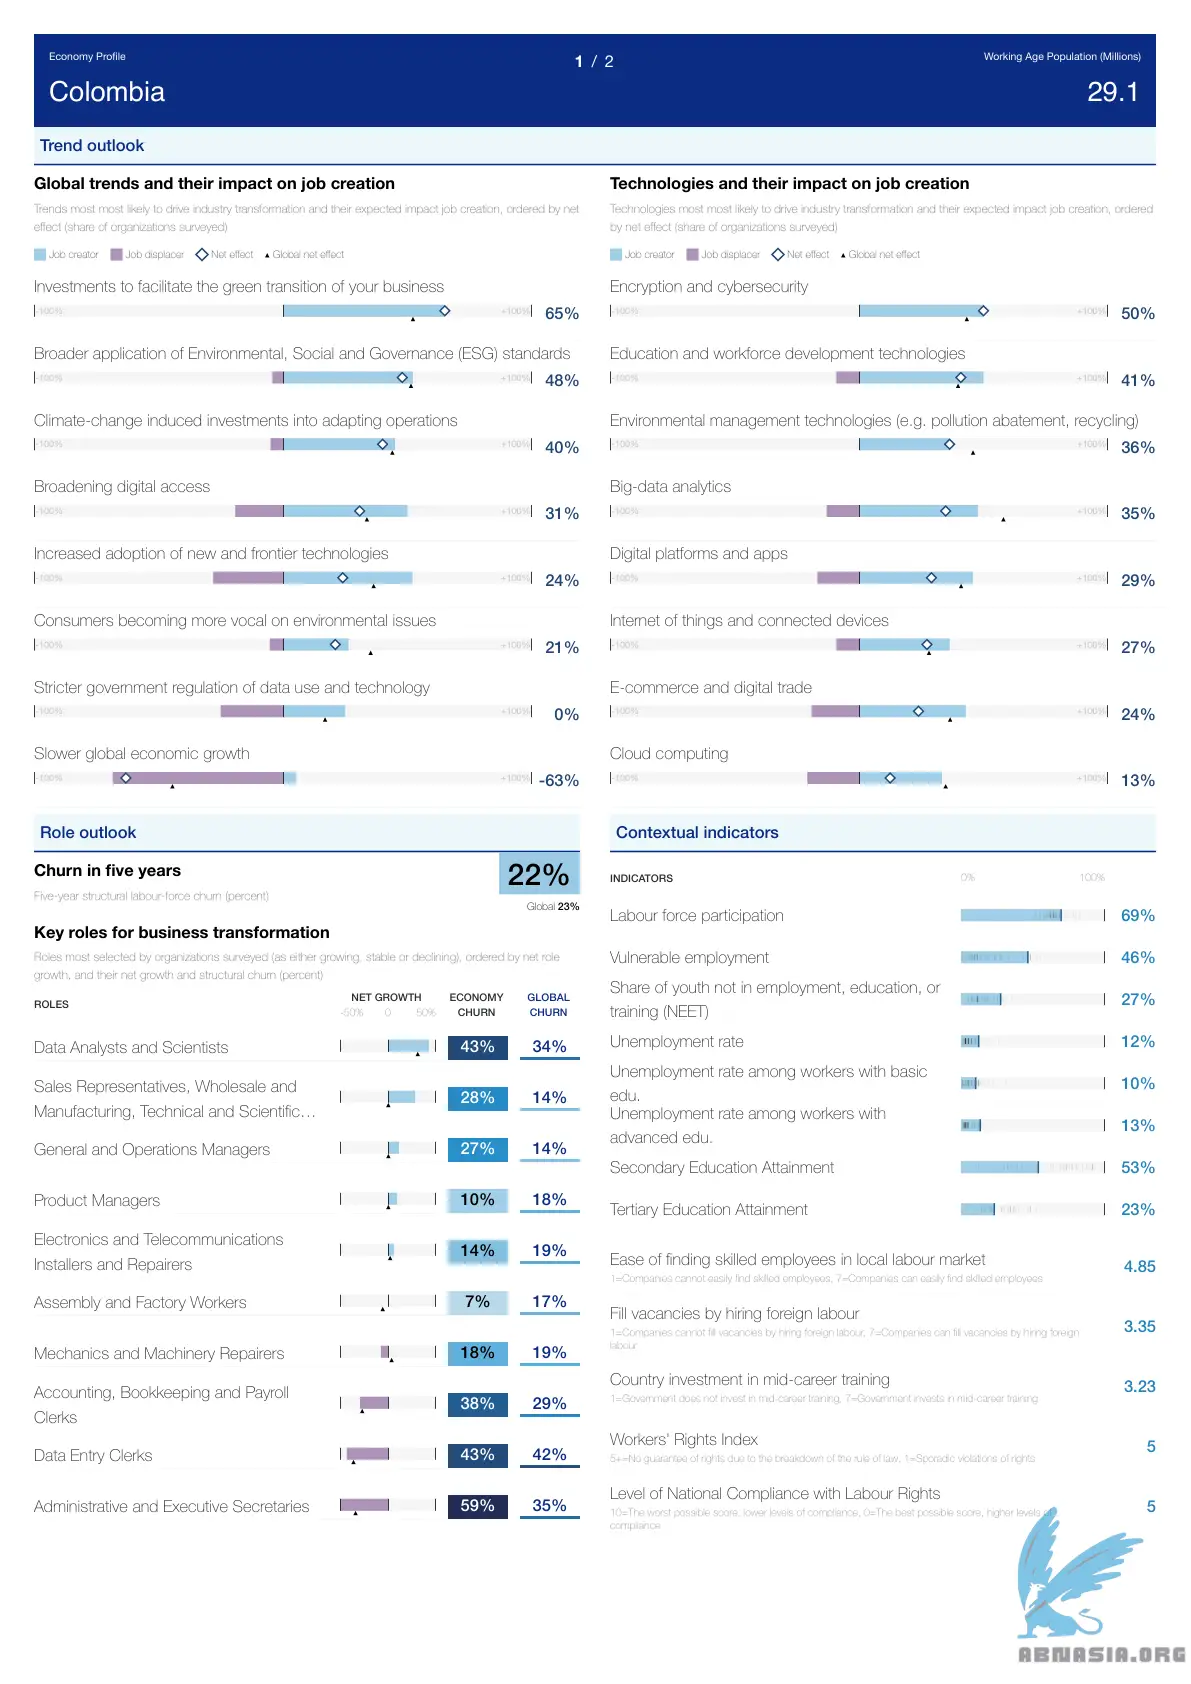 Economy Profile
1 / 2
Working Age Population (Millions)
Colombia
29.1
Trend outlook
Global trends and their impact on job creation
Trends most most likely to drive industry transformation and their expected impact job creation, ordered by net
effect (share of organizations surveyed)
Job creator Job displacer Net effect Global net effect
Investments to facilitate the green transition of your business
-100% +100% 65%
Broader application of Environmental, Social and Governance (ESG) standards
-100% +100% 48%
Climate-change induced investments into adapting operations
-100% +100% 40%
Broadening digital access
-100% +100% 31%
Increased adoption of new and frontier technologies
-100% +100% 24%
Consumers becoming more vocal on environmental issues
-100% +100% 21%
Stricter government regulation of data use and technology
-100% +100% 0%
Slower global economic growth
-100% +100% -63%
Technologies and their impact on job creation
Technologies most most likely to drive industry transformation and their expected impact on job creation, ordered
by net effect (share of organizations surveyed)
Job creator Job displacer Net effect Global net effect
Encryption and cybersecurity
-100% +100% 50%
Education and workforce development technologies
-100% +100% 41%
Environmental management technologies (e.g. pollution abatement, recycling)
-100% +100% 36%
Big-data analytics
-100% +100% 35%
Digital platforms and apps
-100% +100% 29%
Internet of things and connected devices
-100% +100% 27%
E-commerce and digital trade
-100% +100% 24%
Cloud computing
-100% +100% 13%
Role outlook
Churn in five years
22%
Five-year structural labour-force churn (percent)
Global 23%
Key roles for business transformation
Roles most selected by organizations surveyed (as either growing, stable or declining), ordered by net role
growth, and their net growth and structural churn (percent)
ROLES
NET GROWTH
-50% 0 50%
ECONOMY
CHURN
GLOBAL
CHURN
Data Analysts and Scientists 43% 34%
Sales Representatives, Wholesale and
Manufacturing, Technical and Scientific… 28% 14%
General and Operations Managers 27% 14%
Product Managers 10% 18%
Electronics and Telecommunications
Installers and Repairers 14% 19%
Assembly and Factory Workers 7% 17%
Mechanics and Machinery Repairers 18% 19%
Accounting, Bookkeeping and Payroll
Clerks 38% 29%
Data Entry Clerks 43% 42%
Administrative and Executive Secretaries 59% 35%
Contextual indicators
INDICATORS 0% 100%
Labour force participation 69%
Vulnerable employment 46%
Share of youth not in employment, education, or
training (NEET) 27%
Unemployment rate 12%
Unemployment rate among workers with basic
edu. 10%
Unemployment rate among workers with
advanced edu. 13%
Secondary Education Attainment 53%
Tertiary Education Attainment 23%
Ease of finding skilled employees in local labour market 4.85
1=Companies cannot easily find skilled employees, 7=Companies can easily find skilled employees
Fill vacancies by hiring foreign labour 3.35
1=Companies cannot fill vacancies by hiring foreign labour, 7=Companies can fill vacancies by hiring foreign
labour
Country investment in mid-career training 3.23
1=Government does not invest in mid-career training, 7=Government invests in mid-career training
Workers' Rights Index 5
5+=No guarantee of rights due to the breakdown of the rule of law, 1=Sporadic violations of rights
Level of National Compliance with Labour Rights 5
10=The worst possible score, lower levels of compliance, 0=The best possible score, higher levels of
compliance
ABNASIA.ORG